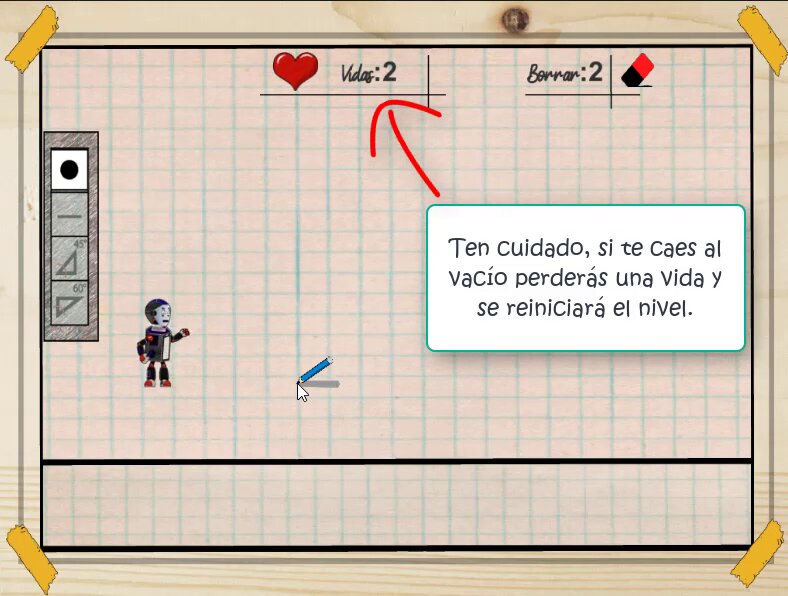 Vidas:2
Borrar:2
45°
60°
Ten cuidado, si te caes al
vacío perderás una vida y
se reiniciará el nivel.